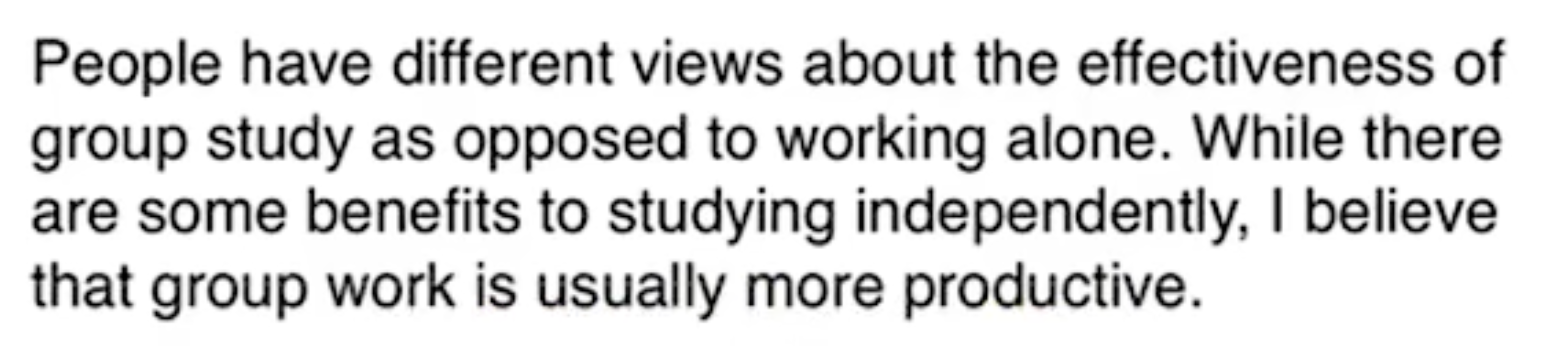 People have different views about the effectiveness of
group study as opposed to working alone. While there
are some benefits to studying independently, I believe
that group work is usually more productive.